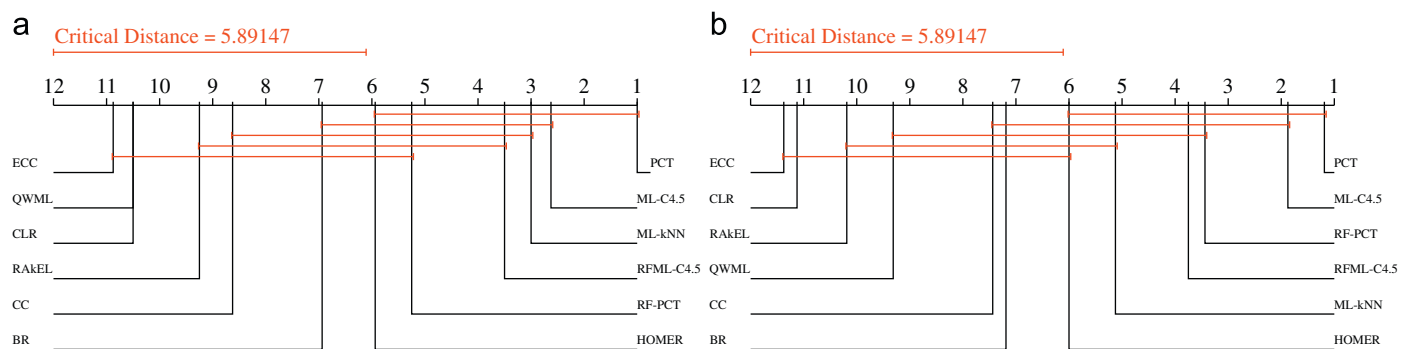 a
Critical Distance = 5.89147
12 11 10 9 8 7 6 5 4 3 2 1
ECC PCT
QWML ML-C4.5
CLR ML-kNN
RAkEL RFML-C4.5
CC RF-PCT
BR HOMER
b
Critical Distance = 5.89147
12 11 10 9 8 7 6 5 4 3 2 1
ECC PCT
CLR ML-C4.5
RAkEL RF-PCT
QWML RFML-C4.5
CC ML-kNN
BR HOMER